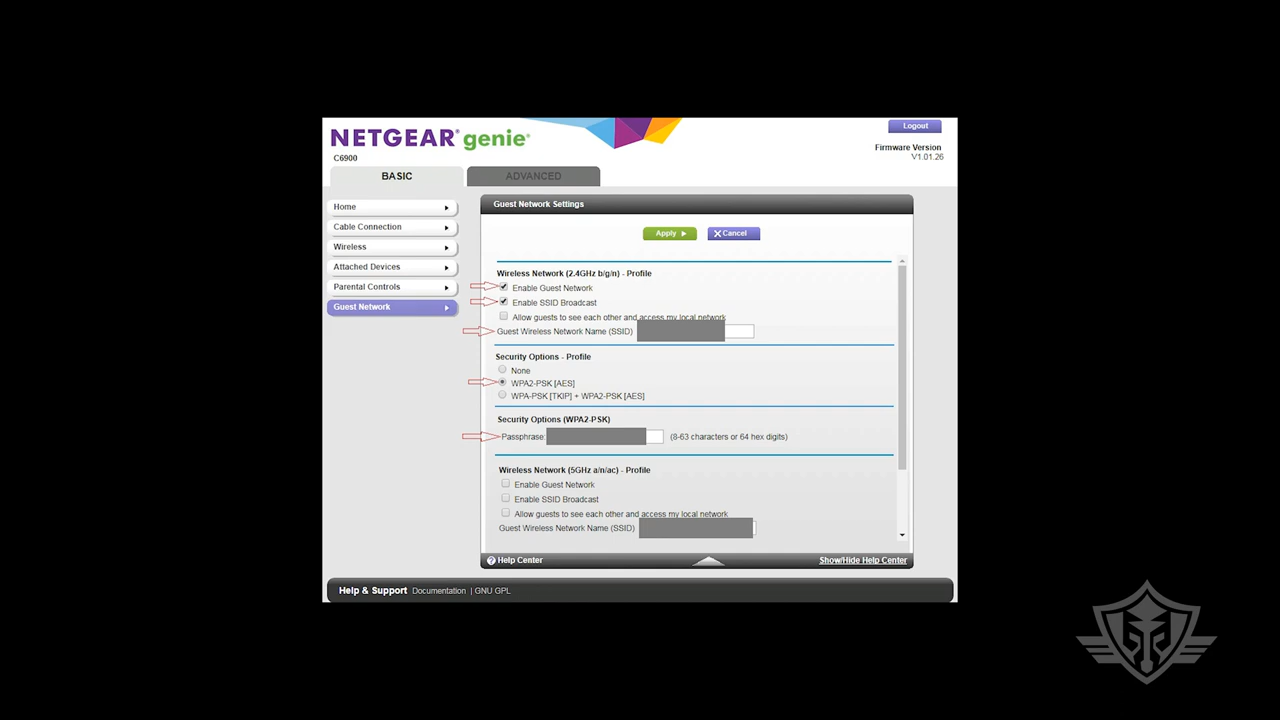 NETGEAR® genie®
Logout
C6900
Firmware Version
V1.01.26
BASIC
ADVANCED
Home
Cable Connection
Wireless
Attached Devices
Parental Controls
Guest Network
Guest Network Settings
Apply
Cancel
Wireless Network (2.4GHz b/g/n) - Profile
Enable Guest Network
Enable SSID Broadcast
Allow guests to see each other and access my local network
Guest Wireless Network Name (SSID)
Security Options - Profile
None
WPA2-PSK [AES]
WPA-PSK [TKIP] + WPA2-PSK [AES]
Security Options (WPA2-PSK)
Passphrase: (8-63 characters or 64 hex digits)
Wireless Network (5GHz a/n/ac) - Profile
Enable Guest Network
Enable SSID Broadcast
Allow guests to see each other and access my local network
Guest Wireless Network Name (SSID)
Help Center
Show/Hide Help Center
Help & Support Documentation | GNU GPL